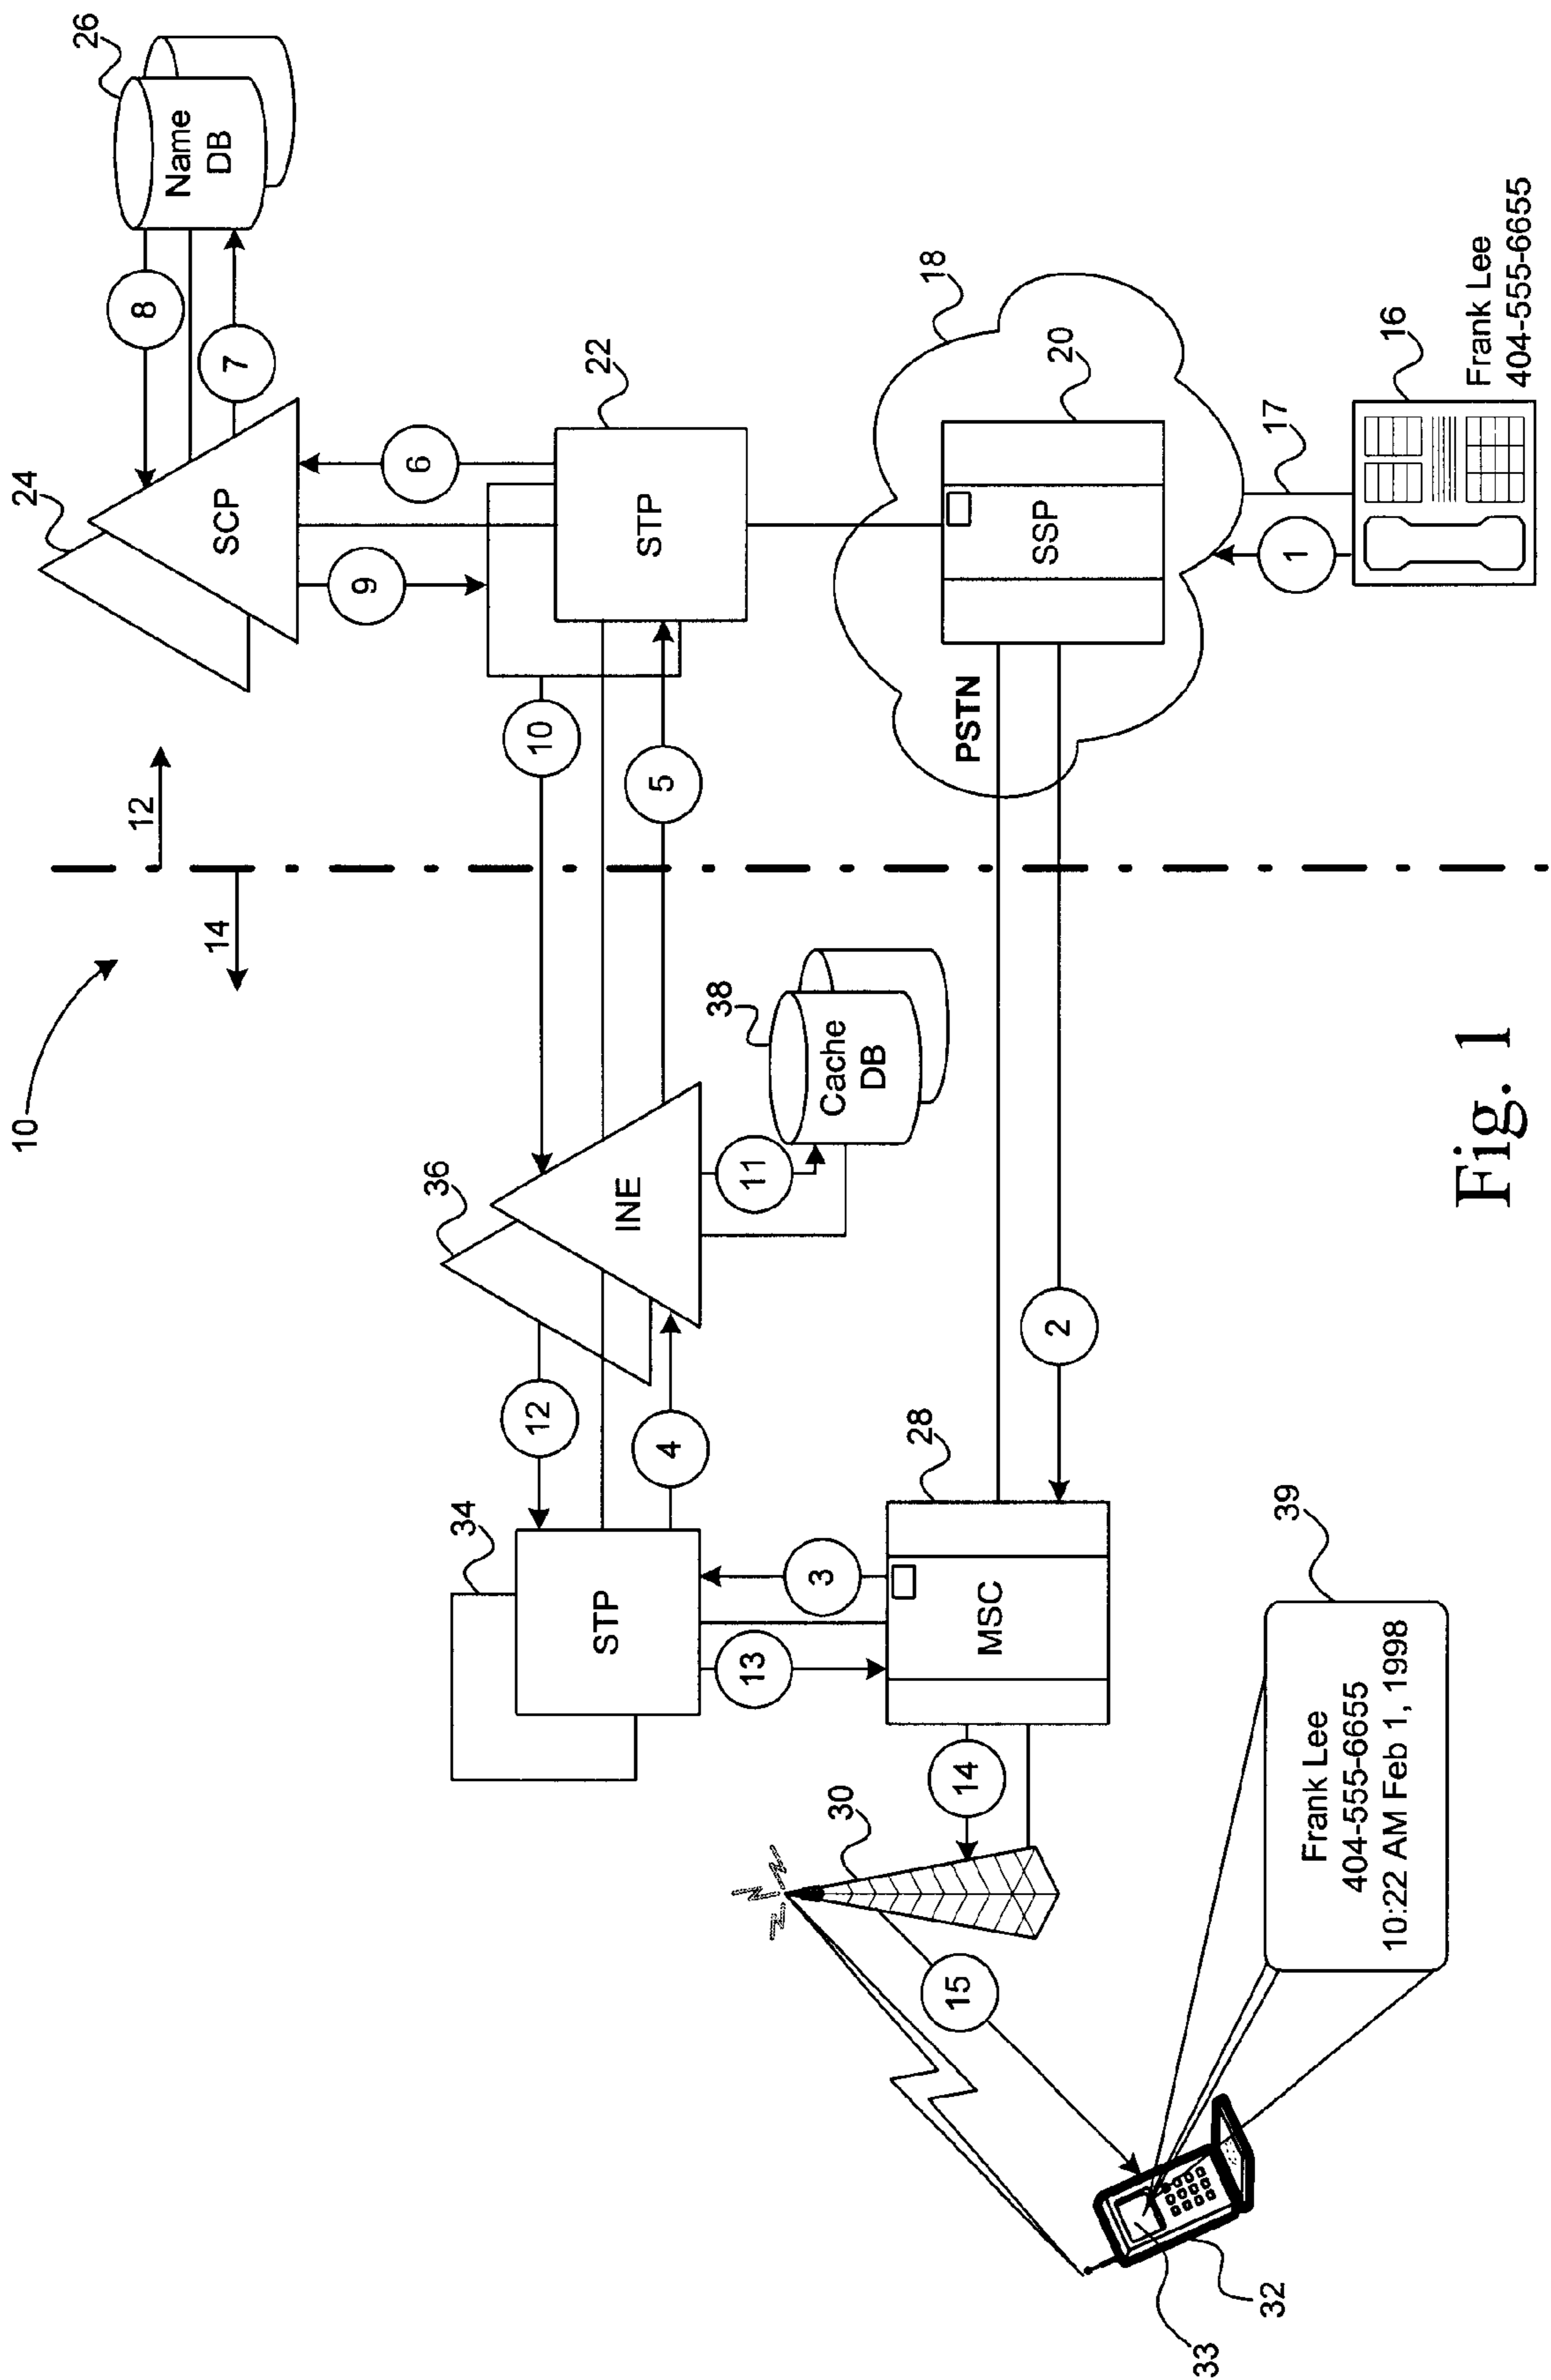 10
14
12
24
26
8
7
SCP
Name
DB
9
6
22
10
STP
5
36
INE
12
4
11
38
Cache
DB
34
STP
3
13
28
MSC
14
30
15
2
18
20
PSTN
SSP
17
1
16
Frank Lee
404-555-6655
39
Frank Lee
404-555-6655
10:22 AM Feb 1, 1998
33
32
Fig. 1